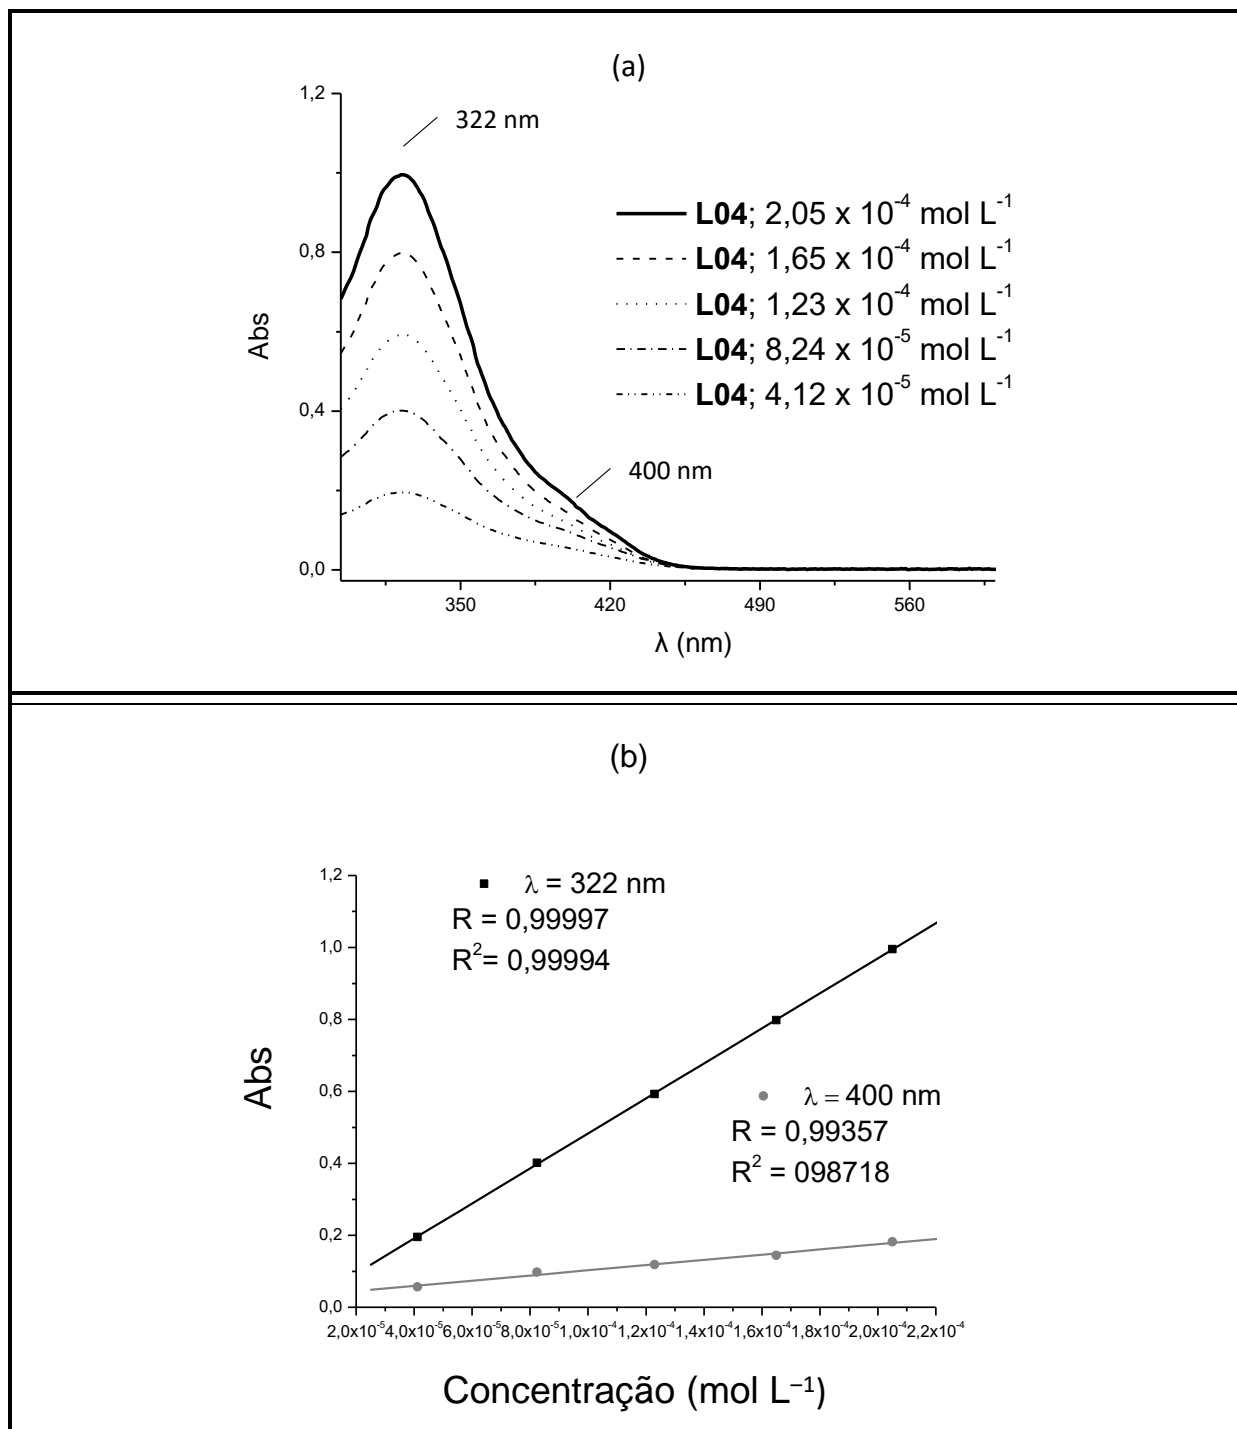 (a)
1,2
322 nm
L04; 2,05 x 10⁻⁴ mol L⁻¹
0,8
L04; 1,65 x 10⁻⁴ mol L⁻¹
L04; 1,23 x 10⁻⁴ mol L⁻¹
Abs
L04; 8,24 x 10⁻⁵ mol L⁻¹
L04; 4,12 x 10⁻⁵ mol L⁻¹
0,4
400 nm
0,0
350 420 490 560
λ (nm)
(b)
1,2
λ = 322 nm
R = 0,99997
R²= 0,99994
1,0
0,8
Abs
0,6
λ = 400 nm
R = 0,99357
R² = 098718
0,4
0,2
0,0
2,0x10⁻⁵ 4,0x10⁻⁵ 6,0x10⁻⁵ 8,0x10⁻⁵ 1,0x10⁻⁴ 1,2x10⁻⁴ 1,4x10⁻⁴ 1,6x10⁻⁴ 1,8x10⁻⁴ 2,0x10⁻⁴ 2,2x10⁻⁴
Concentração (mol L⁻¹)